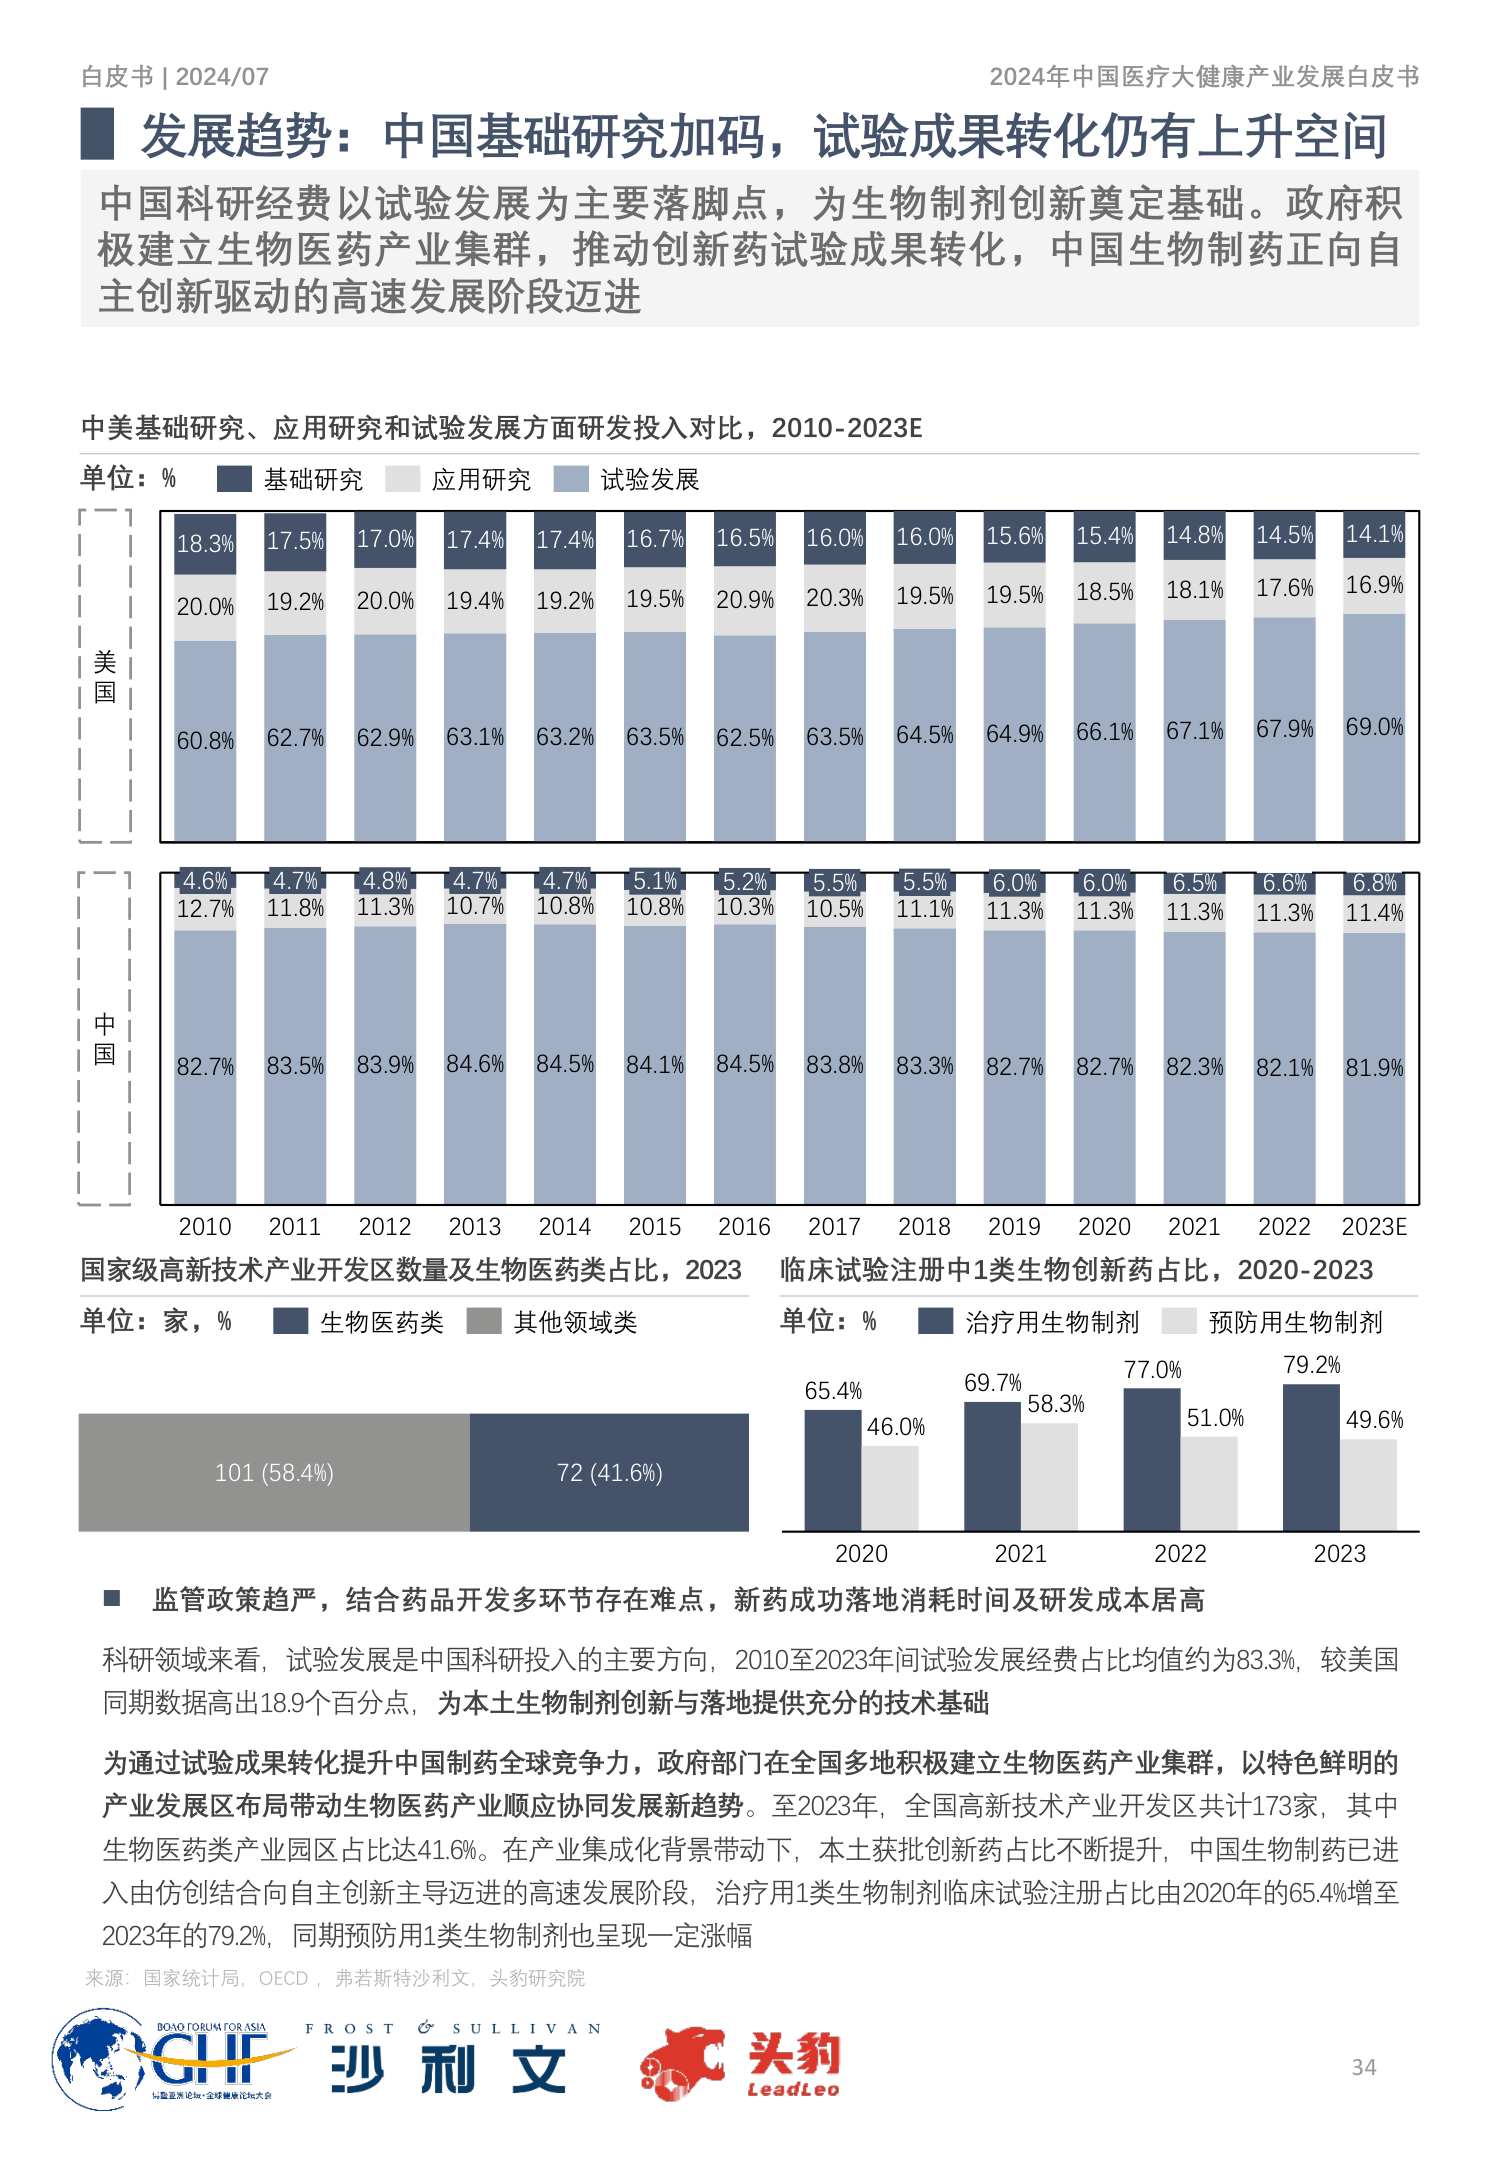 白皮书 | 2024/07
2024年中国医疗大健康产业发展白皮书
发展趋势：中国基础研究加码，试验成果转化仍有上升空间
中国科研经费以试验发展为主要落脚点，为生物制剂创新奠定基础。政府积
极建立生物医药产业集群，推动创新药试验成果转化，中国生物制药正向自
主创新驱动的高速发展阶段迈进
中美基础研究、应用研究和试验发展方面研发投入对比，2010-2023E
单位：% 基础研究 应用研究 试验发展
美国
18.3% 17.5% 17.0% 17.4% 17.4% 16.7% 16.5% 16.0% 16.0% 15.6% 15.4% 14.8% 14.5% 14.1%
20.0% 19.2% 20.0% 19.4% 19.2% 19.5% 20.9% 20.3% 19.5% 19.5% 18.5% 18.1% 17.6% 16.9%
60.8% 62.7% 62.9% 63.1% 63.2% 63.5% 62.5% 63.5% 64.5% 64.9% 66.1% 67.1% 67.9% 69.0%
中国
4.6% 4.7% 4.8% 4.7% 4.7% 5.1% 5.2% 5.5% 5.5% 6.0% 6.0% 6.5% 6.6% 6.8%
12.7% 11.8% 11.3% 10.7% 10.8% 10.8% 10.3% 10.5% 11.1% 11.3% 11.3% 11.3% 11.3% 11.4%
82.7% 83.5% 83.9% 84.6% 84.5% 84.1% 84.5% 83.8% 83.3% 82.7% 82.7% 82.3% 82.1% 81.9%
2010 2011 2012 2013 2014 2015 2016 2017 2018 2019 2020 2021 2022 2023E
国家级高新技术产业开发区数量及生物医药类占比，2023
单位：家，% 生物医药类 其他领域类
101 (58.4%) 72 (41.6%)
临床试验注册中1类生物创新药占比，2020-2023
单位：% 治疗用生物制剂 预防用生物制剂
65.4% 46.0% 69.7% 58.3% 77.0% 51.0% 79.2% 49.6%
2020 2021 2022 2023
监管政策趋严，结合药品开发多环节存在难点，新药成功落地消耗时间及研发成本居高
科研领域来看，试验发展是中国科研投入的主要方向，2010至2023年间试验发展经费占比均值约为83.3%，较美国
同期数据高出18.9个百分点，为本土生物制剂创新与落地提供充分的技术基础
为通过试验成果转化提升中国制药全球竞争力，政府部门在全国多地积极建立生物医药产业集群，以特色鲜明的
产业发展区布局带动生物医药产业顺应协同发展新趋势。至2023年，全国高新技术产业开发区共计173家，其中
生物医药类产业园区占比达41.6%。在产业集成化背景带动下，本土获批创新药占比不断提升，中国生物制药已进
入由仿创结合向自主创新主导迈进的高速发展阶段，治疗用1类生物制剂临床试验注册占比由2020年的65.4%增至
2023年的79.2%，同期预防用1类生物制剂也呈现一定涨幅
来源：国家统计局，OECD ，弗若斯特沙利文，头豹研究院
BOAO FORUM FOR ASIA
GHF
博鳌亚洲论坛·全球健康论坛大会
FROST & SULLIVAN
沙利文
头豹
LeadLeo
34